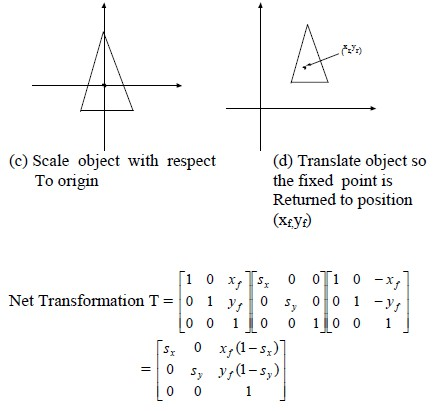 (xf,yf)
(c) Scale object with respect
To origin
(d) Translate object so
the fixed point is
Returned to position
(xf,yf)
Net Transformation T = [1 0 xf] [sx 0 0] [1 0 -xf]
[0 1 yf] [0 sy 0] [0 1 -yf]
[0 0 1] [0 0 1] [0 0 1]
= [sx 0 xf(1-sx)]
[0 sy yf(1-sy)]
[0 0 1]